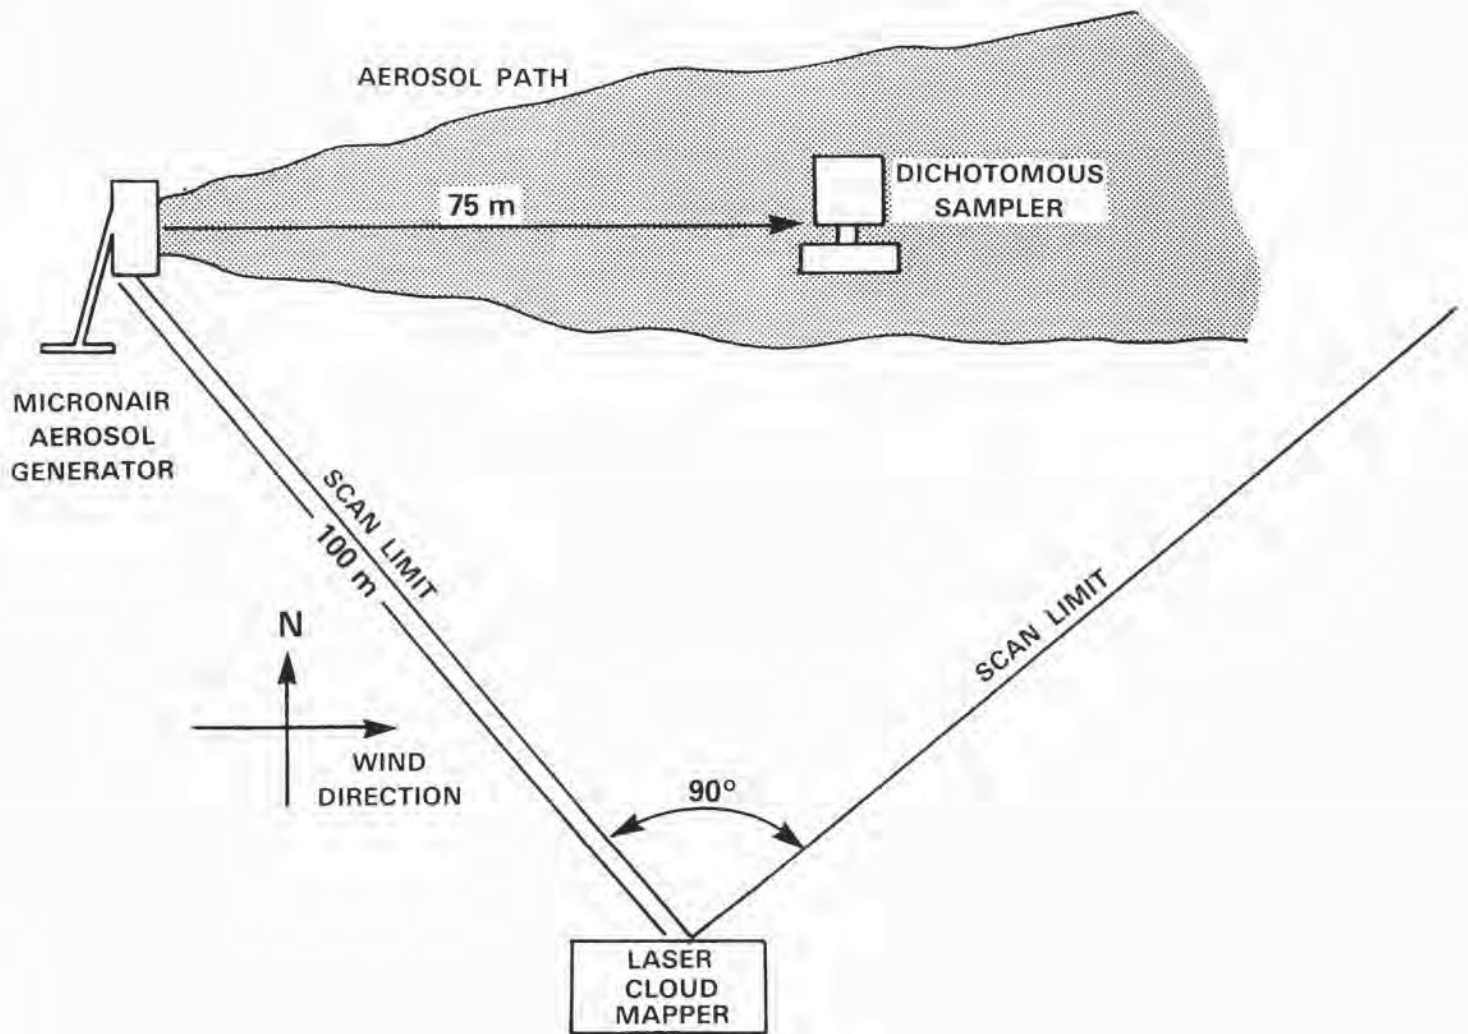 AEROSOL PATH
75 m
DICHOTOMOUS
SAMPLER
MICRONAIR
AEROSOL
GENERATOR
SCAN LIMIT
100 m
SCAN LIMIT
N
WIND
DIRECTION
90°
LASER
CLOUD
MAPPER